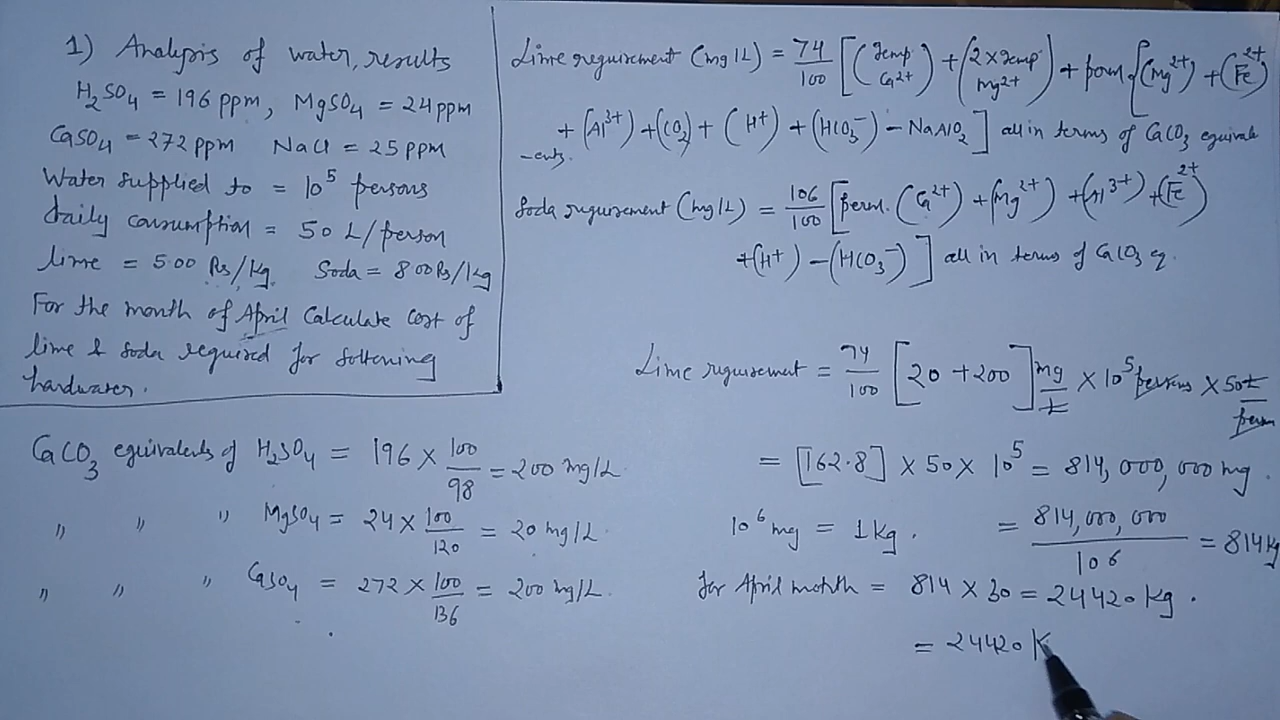 1) Analysis of water, results
H2SO4 = 196 ppm, MgSO4 = 24 ppm
CaSO4 = 272 ppm NaCl = 25 ppm
Water supplied to = 10^5 persons
daily consumption = 50 L/person
lime = 500 Rs/Kg. Soda = 800 Rs/kg
For the month of April Calculate cost of
lime & soda required for softening
hardwater.
Lime requirement (mg/L) = 74/100 [(Temp Ca2+) + (2 x Temp Mg2+) + perm {(Mg2+) + (Fe2+)
+ (Al3+) + (CO2) + (H+) + (HCO3-) - NaAlO2] all in terms of CaCO3 equivale
-ents.
Soda requirement (mg/L) = 106/100 [perm. (Ca2+) + (Mg2+) + (Al3+) + (Fe2+)
+ (H+) - (HCO3-)] all in terms of CaCO3 eq.
CaCO3 equivalents of H2SO4 = 196 x 100/98 = 200 mg/L
" " " MgSO4 = 24 x 100/120 = 20 mg/L.
" " " CaSO4 = 272 x 100/136 = 200 mg/L.
Lime requirement = 74/100 [20 + 200] mg/L x 10^5 persons x 50 L/person
= [162.8] x 50 x 10^5 = 814,000,000 mg.
10^6 mg = 1 Kg. = 814,000,000/106 = 814 Kg
for April month = 814 x 30 = 24420 Kg.
= 24420 K